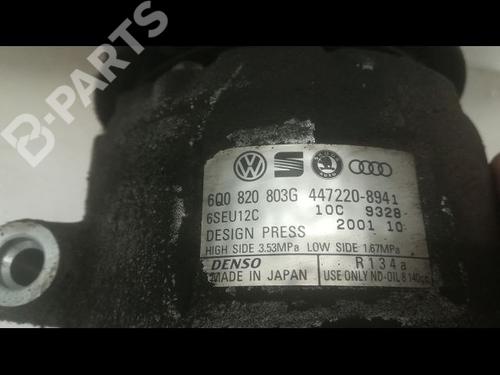 B-PARTS
6Q0 820 803G 447220-8941
6SEU12C 10C 9328-
DESIGN PRESS 2001 10
HIGH SIDE 3.53MPa LOW SIDE 1.67MPa
DENSO R134a
MADE IN JAPAN USE ONLY ND-OIL 8 140cc